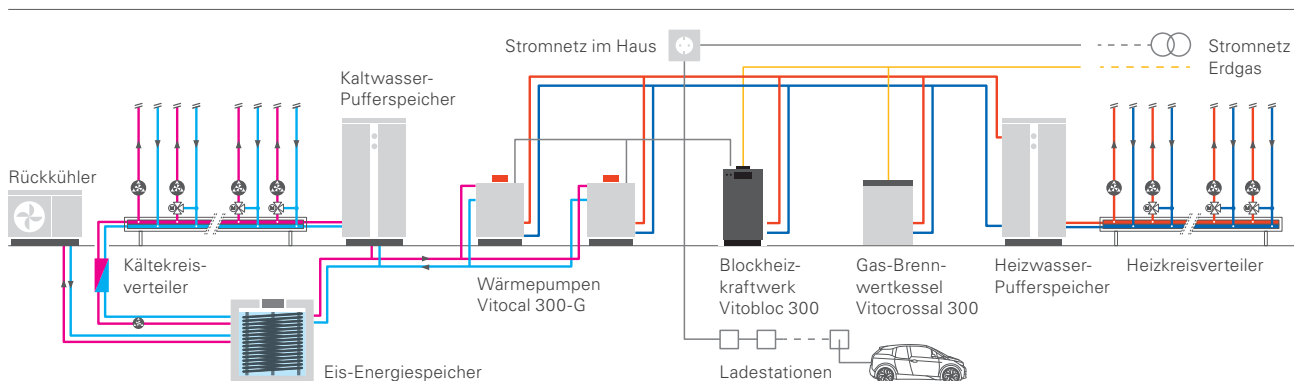 Stromnetz im Haus
Stromnetz
Erdgas
Kaltwasser-
Pufferspeicher
Rückkühler
Kältekreis-
verteiler
Wärmepumpen
Vitocal 300-G
Blockheiz-
kraftwerk
Vitobloc 300
Gas-Brenn-
wertkessel
Vitocrossal 300
Heizwasser-
Pufferspeicher
Heizkreisverteiler
Eis-Energiespeicher
Ladestationen